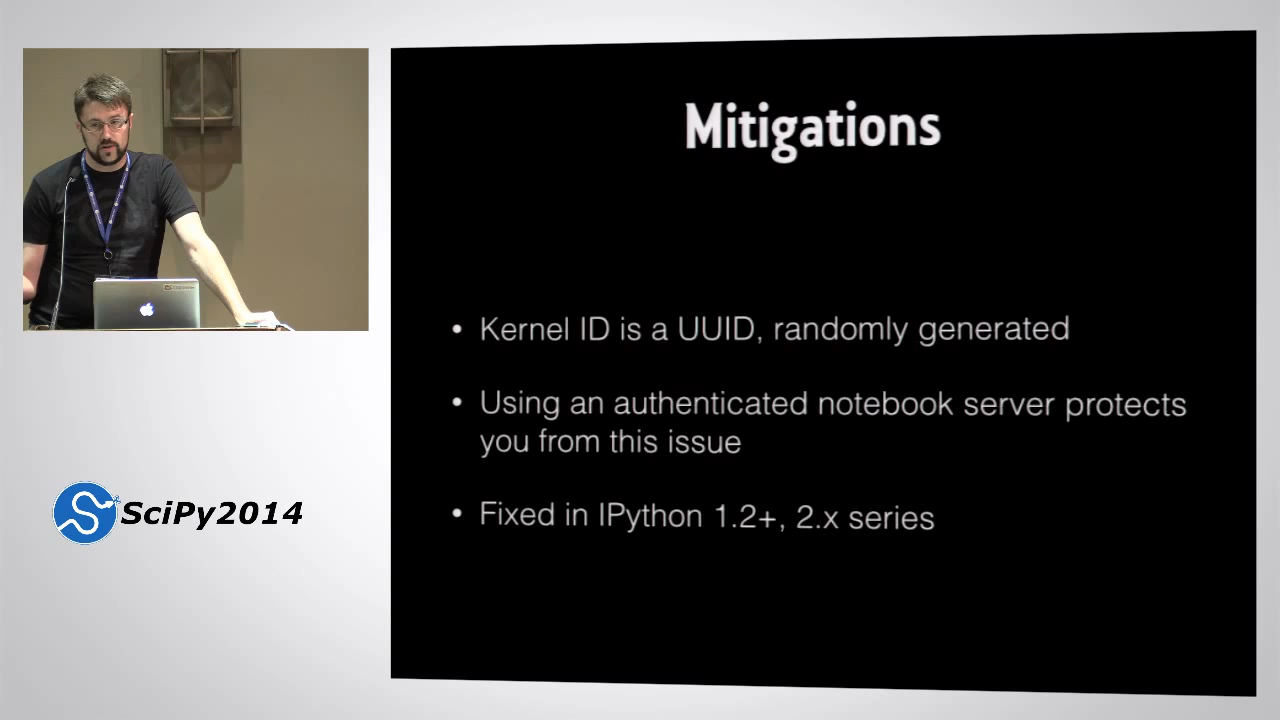 Mitigations
• Kernel ID is a UUID, randomly generated
• Using an authenticated notebook server protects
you from this issue
• Fixed in IPython 1.2+, 2.x series
SciPy2014